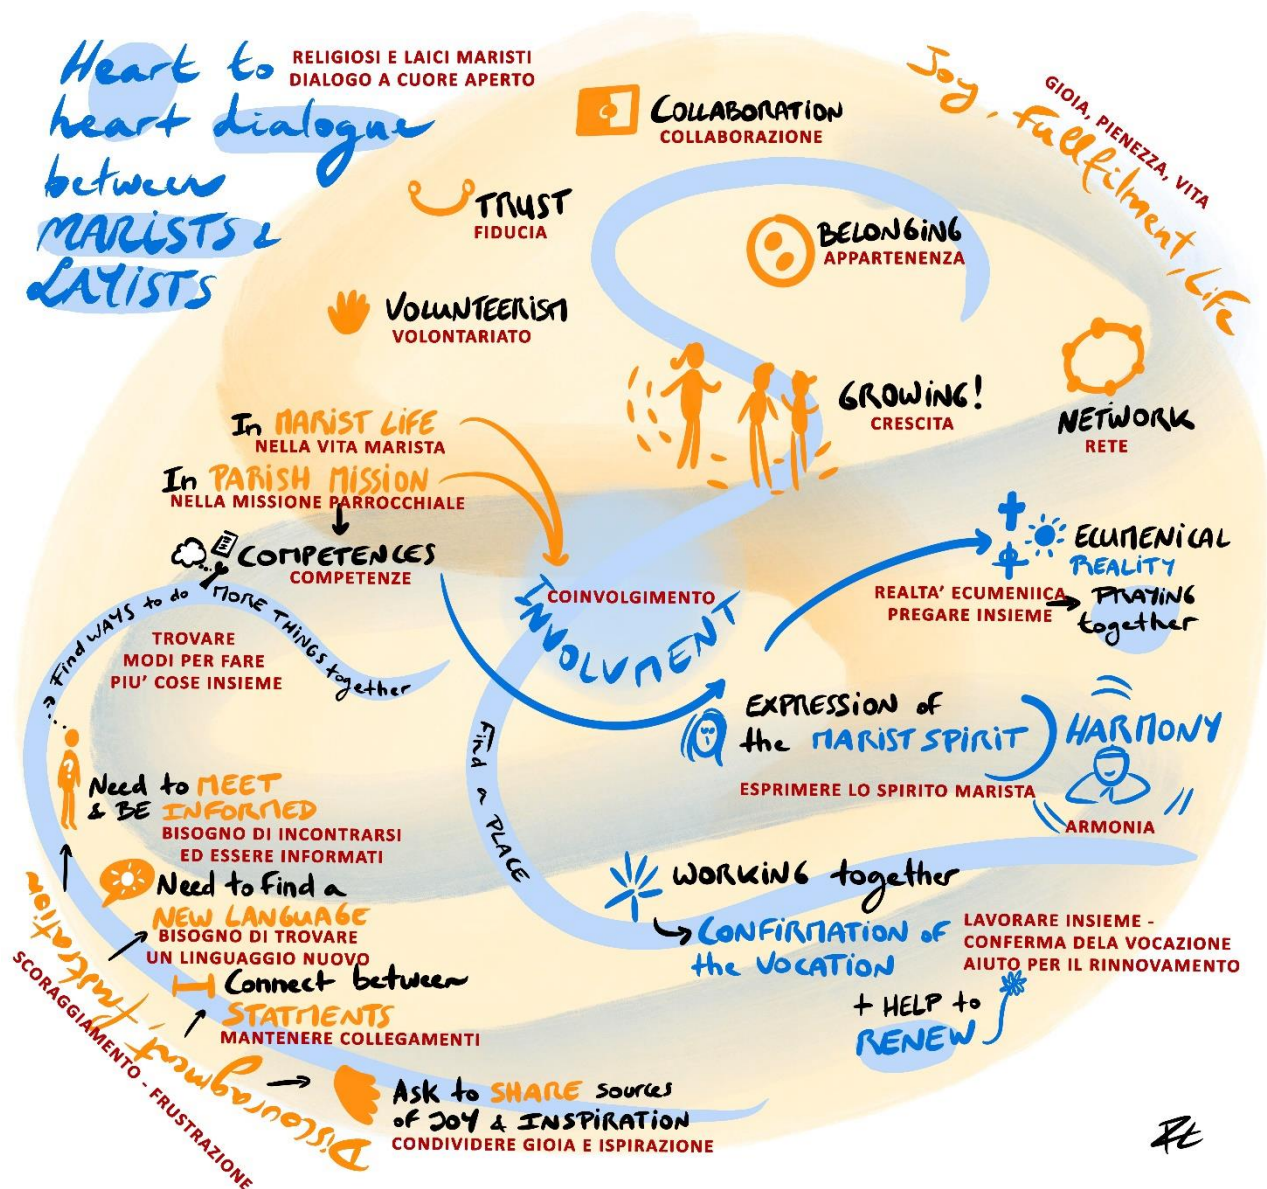 Heart to
heart dialogue
between
MARISTS &
LAYISTS
RELIGIOSI E LAICI MARISTI
DIALOGO A CUORE APERTO
COLLABORATION
COLLABORAZIONE
Joy, Fullfilment, Life
GIOIA, PIENEZZA, VITA
TRUST
FIDUCIA
BELONGING
APPARTENENZA
VOLUNTEERISM
VOLONTARIATO
GROWING!
CRESCITA
NETWORK
RETE
In MARIST LIFE
NELLA VITA MARISTA
In PARISH MISSION
NELLA MISSIONE PARROCCHIALE
COMPETENCES
COMPETENZE
INVOLVMENT
COINVOLGIMENTO
ECUMENICAL
REALITY
PRAYING
together
REALTA' ECUMENIICA
PREGARE INSIEME
Find WAYS to do MORE THINGS together
TROVARE
MODI PER FARE
PIU' COSE INSIEME
Find a PLACE
EXPRESSION of
the MARIST SPIRIT
ESPRIMERE LO SPIRITO MARISTA
HARMONY
ARMONIA
?
Need to MEET
& BE INFORMED
BISOGNO DI INCONTRARSI
ED ESSERE INFORMATI
Need to Find a
NEW LANGUAGE
BISOGNO DI TROVARE
UN LINGUAGGIO NUOVO
Connect between
STATMENTS
MANTENERE COLLEGAMENTI
WORKING together
CONFIRMATION of
the VOCATION
+ HELP to
RENEW
LAVORARE INSIEME -
CONFERMA DELA VOCAZIONE
AIUTO PER IL RINNOVAMENTO
Discouragment, frustration
SCORAGGIAMENTO - FRUSTRAZIONE
Ask to SHARE sources
of JOY & INSPIRATION
CONDIVIDERE GIOIA E ISPIRAZIONE